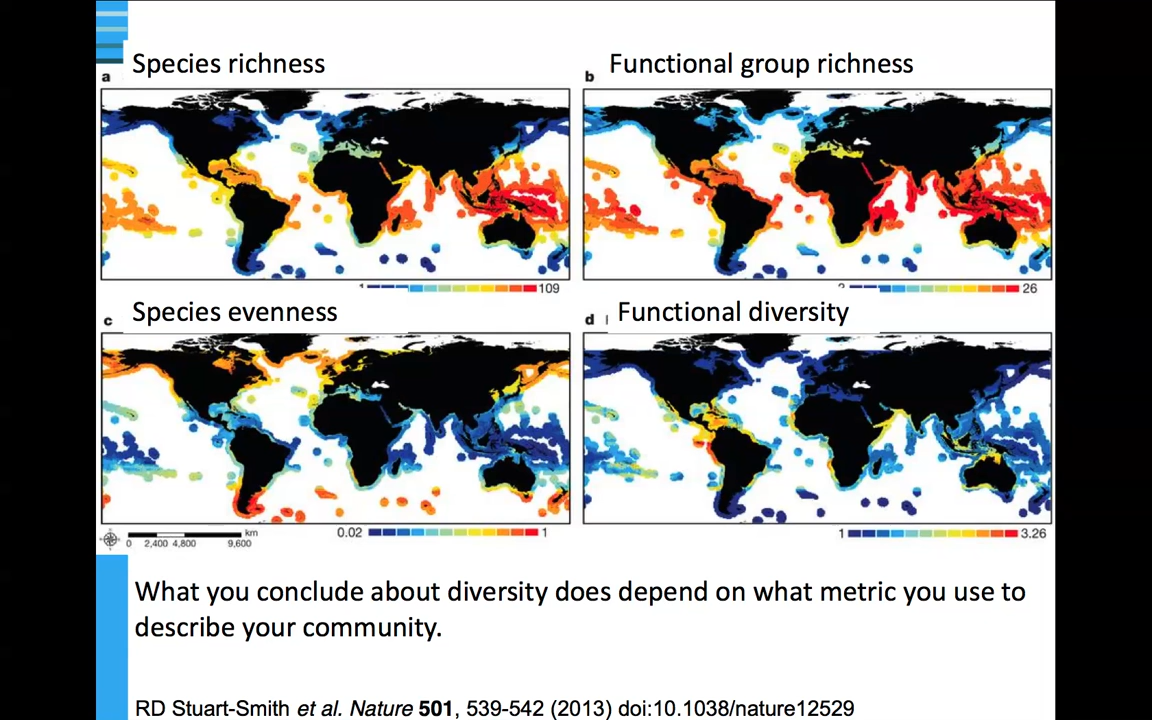 Species richness
Functional group richness
a
b
1
109
26
Species evenness
Functional diversity
c
d
0.02
1
1
3.26
km
0 2,400 4,800 9,600
What you conclude about diversity does depend on what metric you use to
describe your community.
RD Stuart-Smith et al. Nature 501, 539-542 (2013) doi:10.1038/nature12529